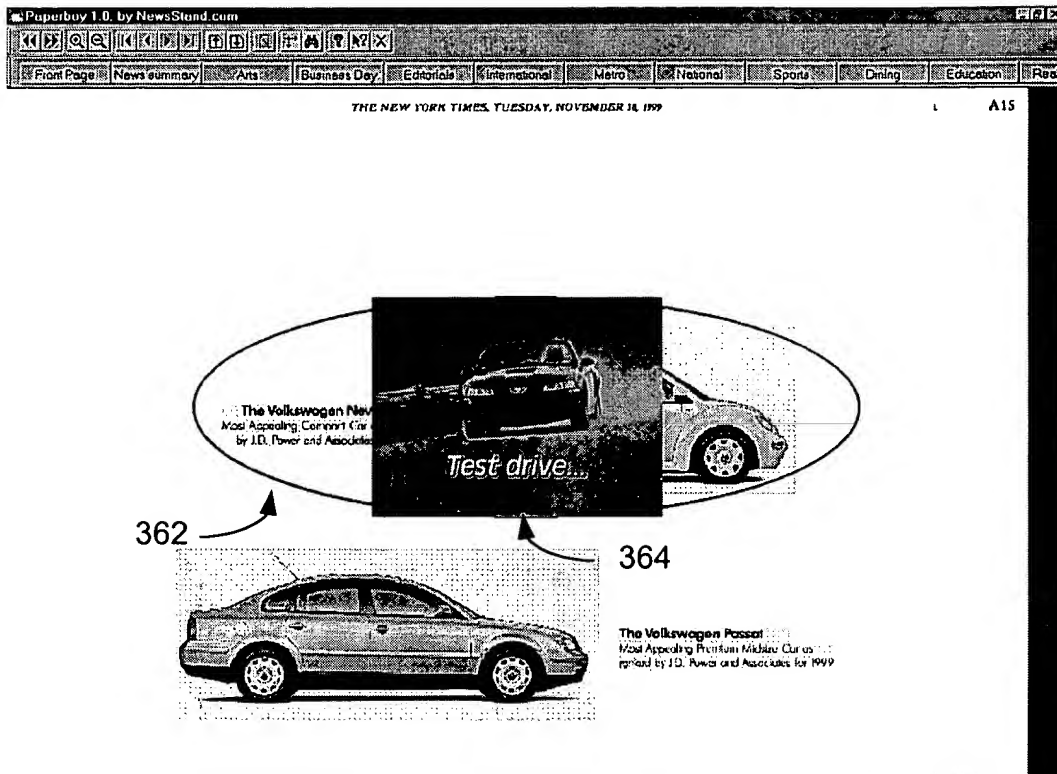 Paperboy 1.0, by NewsStand.com
Front Page News summary Arts Business Day Editorials International Metro National Sports Dining Education
THE NEW YORK TIMES, TUESDAY, NOVEMBER 1999 A15
The Volkswagen New
Most Appealing Compact Car
by J.D. Power and Associates
Test drive...
362
364
The Volkswagen Passat
Most Appealing Premium Midsize Car as
ranked by J.D. Power and Associates for 1999